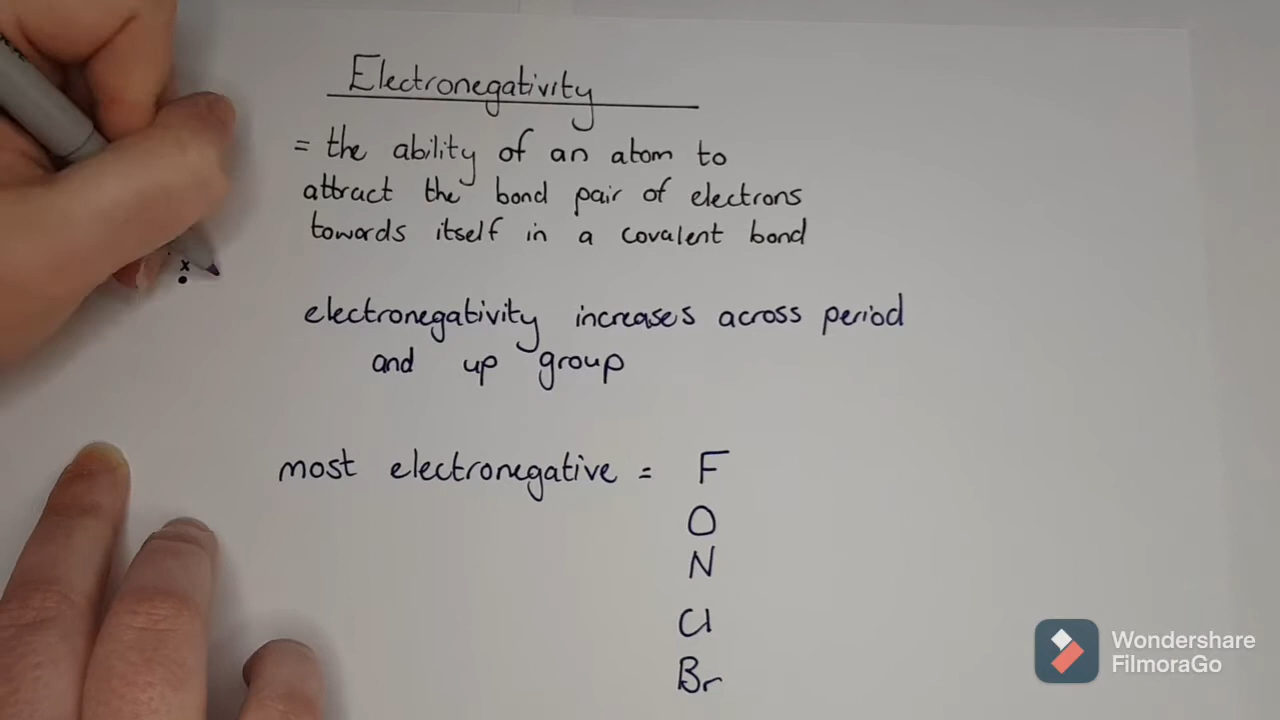 Electronegativity
= the ability of an atom to
attract the bond pair of electrons
towards itself in a covalent bond
electronegativity increases across period
and up group
most electronegative = F
O
N
Cl
Br
Wondershare
FilmoraGo